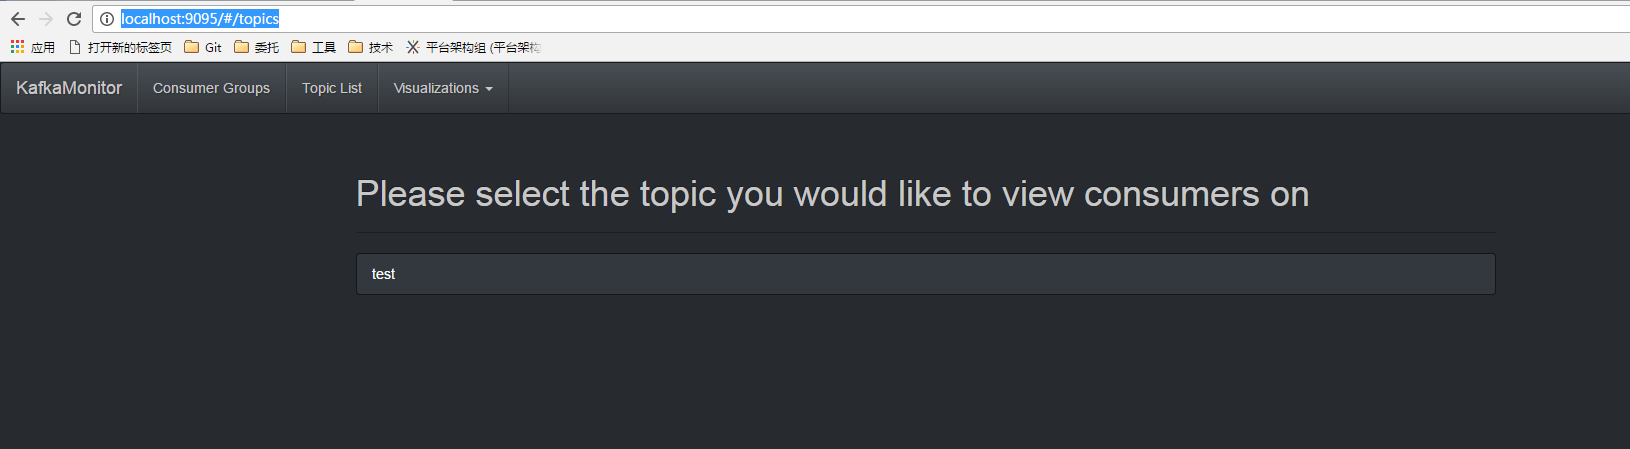 localhost:9095/#/topics
应用 打开新的标签页 Git 委托 工具 技术 平台架构组 (平台架构
KafkaMonitor Consumer Groups Topic List Visualizations
Please select the topic you would like to view consumers on
test